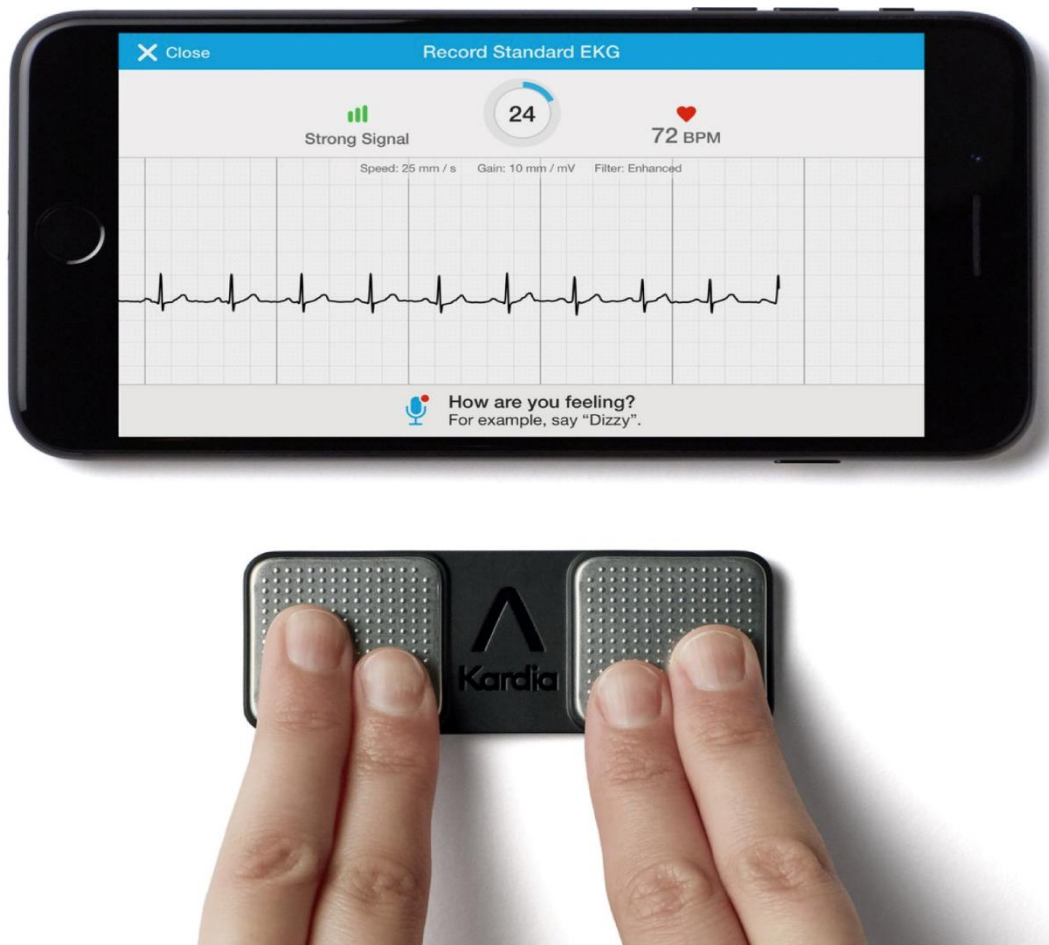 Close
Record Standard EKG
24
Strong Signal
72 BPM
Speed: 25 mm / s Gain: 10 mm / mV Filter: Enhanced
How are you feeling?
For example, say “Dizzy”.
Kardia